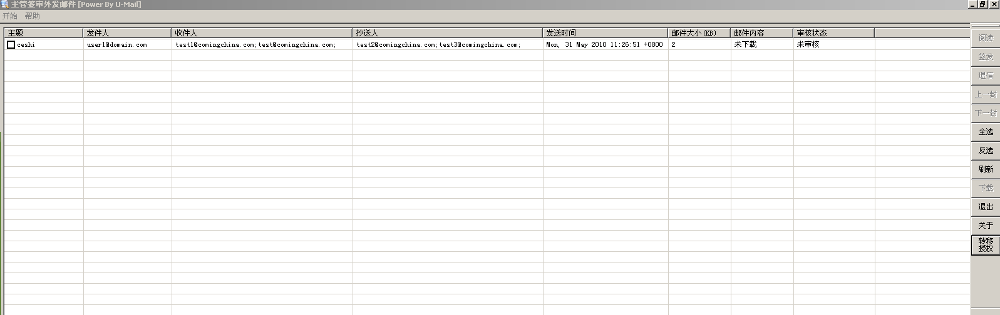 主管签审外发邮件 [Power By U-Mail]
开始 帮助
主题 发件人 收件人 抄送人 发送时间 邮件大小(KB) 邮件内容 审核状态
ceshi user1@domain.com test1@comingchina.com;test@comingchina.com; test2@comingchina.com;test3@comingchina.com; Mon, 31 May 2010 11:26:51 +0800 2 未下载 未审核
阅读
签发
退信
上一封
下一封
全选
反选
刷新
下载
退出
关于
转移
授权